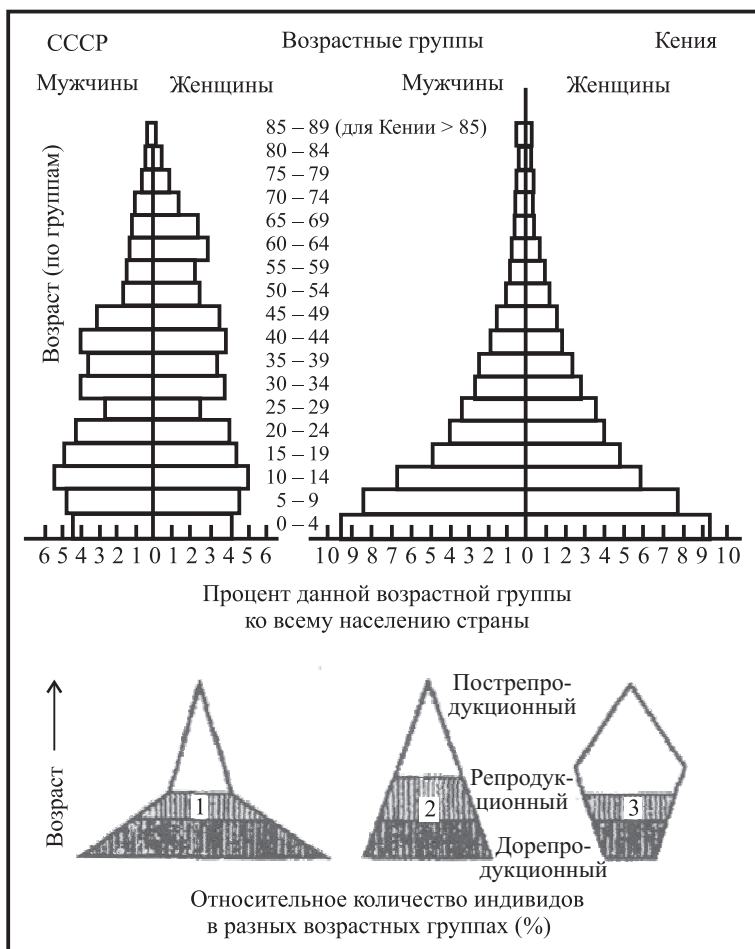 СССР Возрастные группы Кения
Мужчины Женщины Мужчины Женщины
Возраст (по группам)
85 – 89 (для Кении > 85)
80 – 84
75 – 79
70 – 74
65 – 69
60 – 64
55 – 59
50 – 54
45 – 49
40 – 44
35 – 39
30 – 34
25 – 29
20 – 24
15 – 19
10 – 14
5 – 9
0 – 4
6 5 4 3 2 1 0 1 2 3 4 5 6 10 9 8 7 6 5 4 3 2 1 0 1 2 3 4 5 6 7 8 9 10
Процент данной возрастной группы
ко всему населению страны
Возраст
Пострепро-
дукционный
Репродук-
ционный
1 2 3
Дорепро-
дукционный
Относительное количество индивидов
в разных возрастных группах (%)